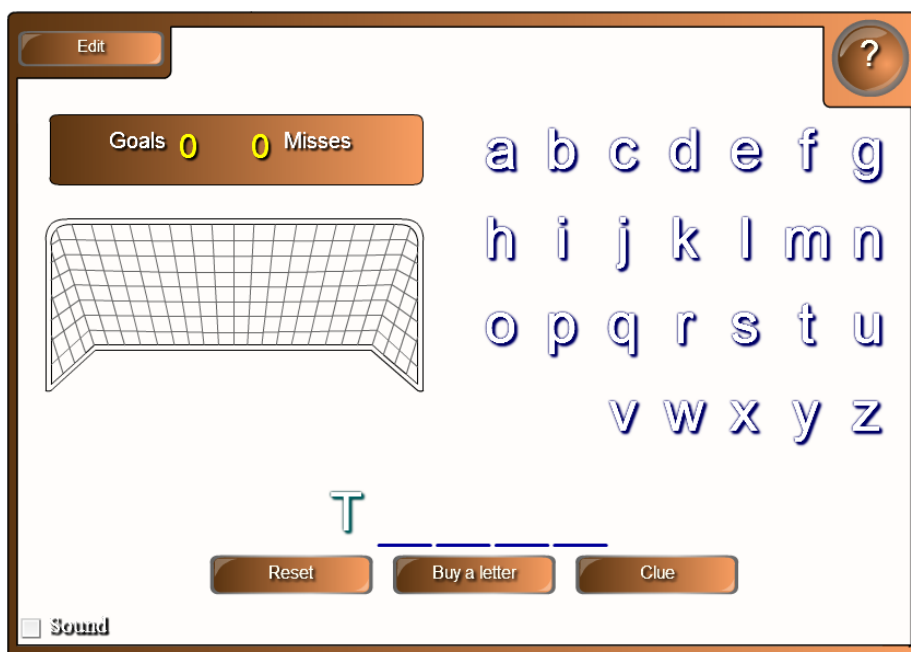 Edit
?
Goals 0 0 Misses
a b c d e f g
h i j k l m n
o p q r s t u
v w x y z
T _ _ _ _
Reset Buy a letter Clue
Sound